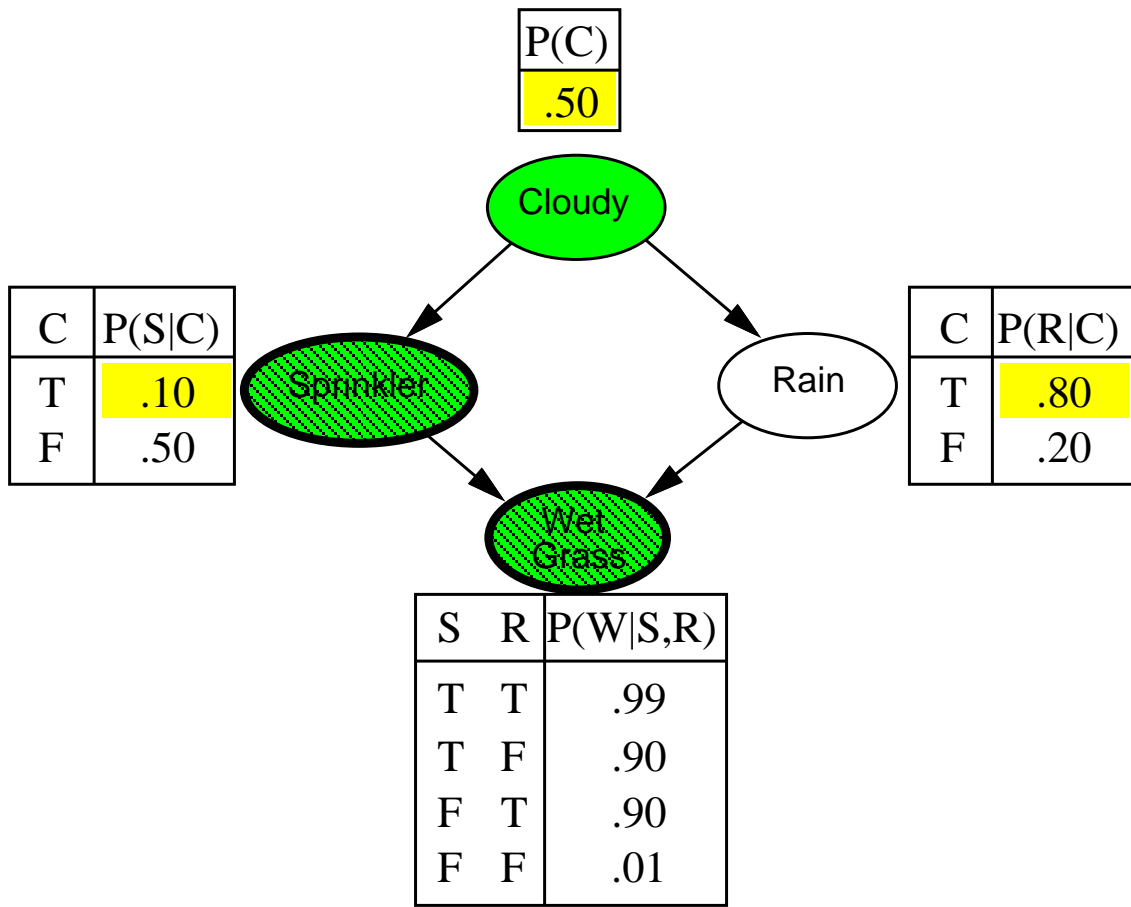 P(C)
.50
Cloudy
C P(S|C)
T .10
F .50
Sprinkler
Rain
C P(R|C)
T .80
F .20
Wet
Grass
S R P(W|S,R)
T T .99
T F .90
F T .90
F F .01